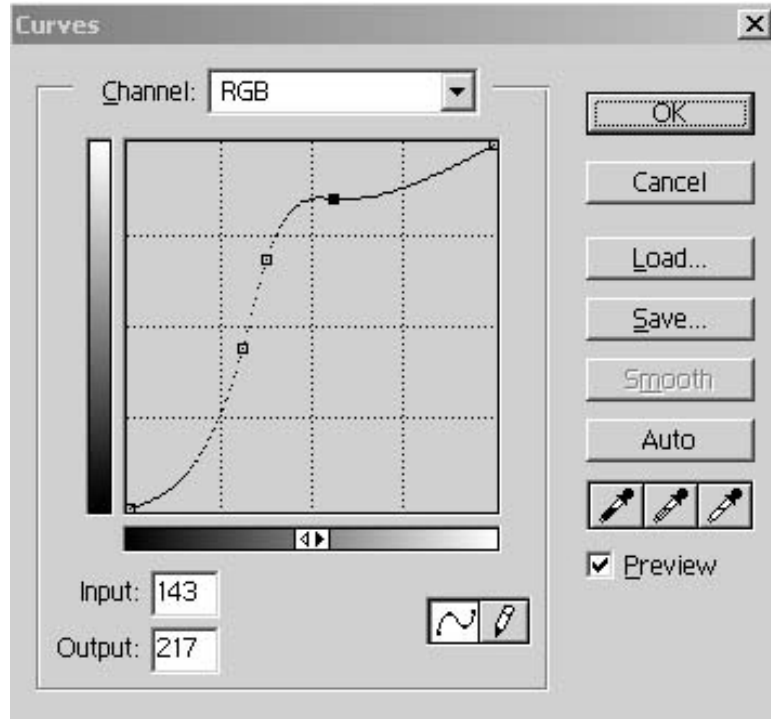 Curves
Channel: RGB
OK
Cancel
Load...
Save...
Smooth
Auto
Preview
Input: 143
Output: 217